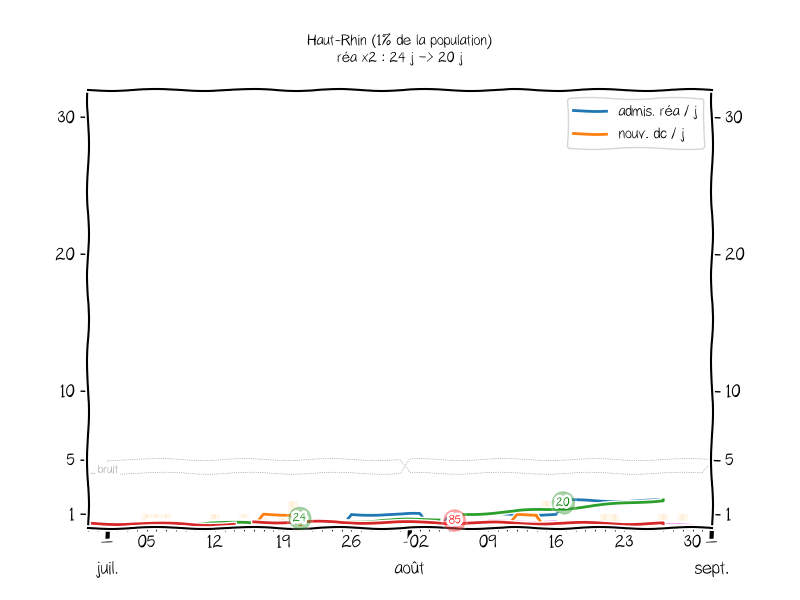 Haut-Rhin (1% de la population)
réa x2 : 24 j -> 20 j
admis. réa / j
nouv. dc / j
30
30
20
20
10
10
5
5
bruit
1
1
24
85
20
05
12
19
26
02
09
16
23
30
juil.
août
sept.